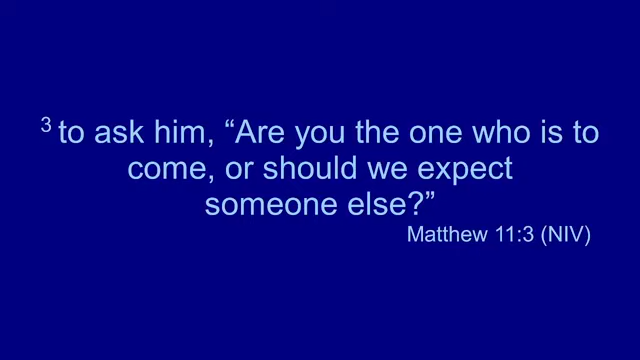 3 to ask him, “Are you the one who is to
come, or should we expect
someone else?”
Matthew 11:3 (NIV)